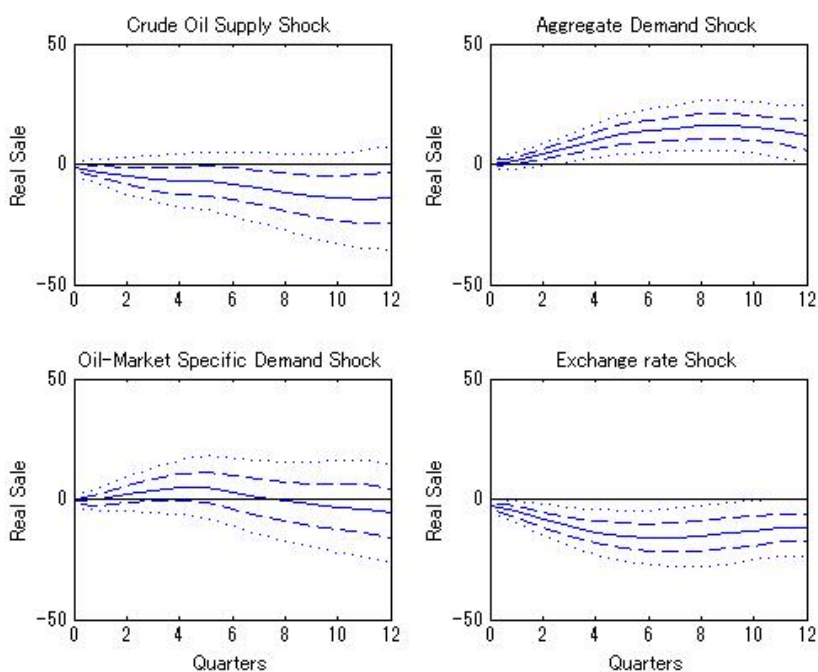 Crude Oil Supply Shock
50
0
-50
Real Sale
0 2 4 6 8 10 12
Aggregate Demand Shock
50
0
-50
Real Sale
0 2 4 6 8 10 12
Oil-Market Specific Demand Shock
50
0
-50
Real Sale
0 2 4 6 8 10 12
Quarters
Exchange rate Shock
50
0
-50
Real Sale
0 2 4 6 8 10 12
Quarters